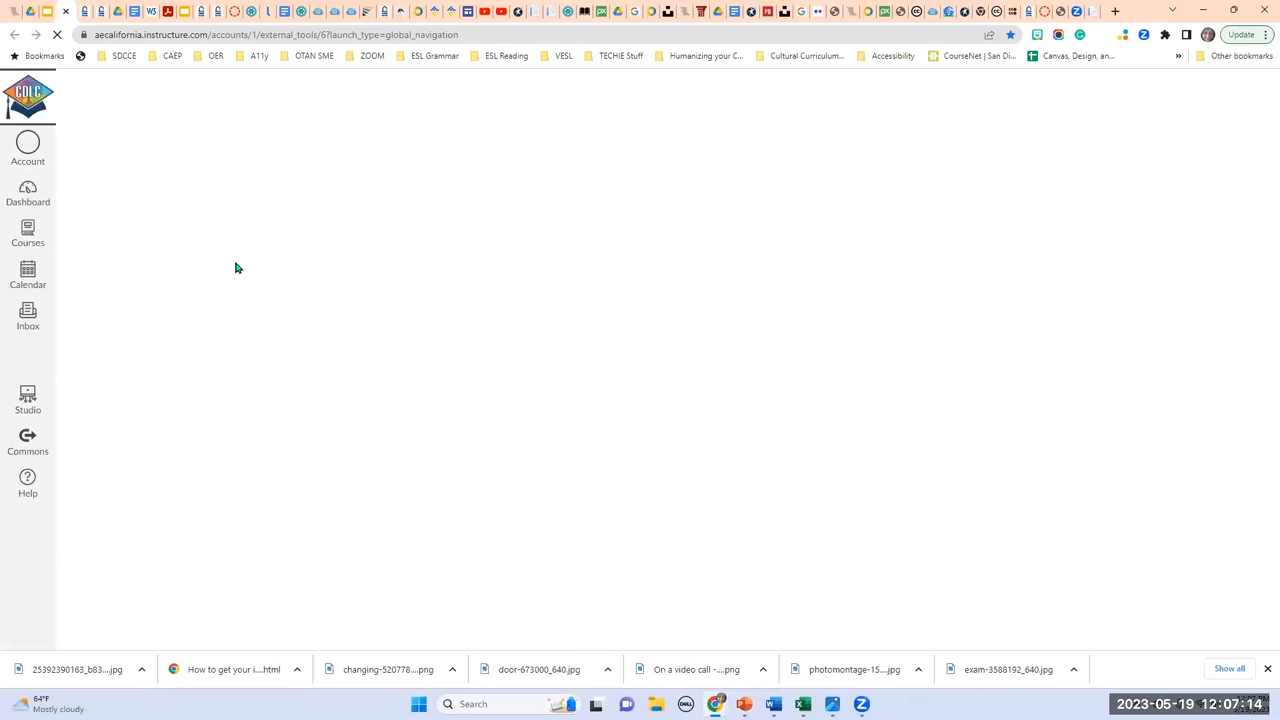 aecalifornia.instructure.com/accounts/1/external_tools/6?launch_type=global_navigation
Update
Bookmarks SDCCE CAEP OER A11y OTAN SME ZOOM ESL Grammar ESL Reading VESL TECHIE Stuff Humanizing your C... Cultural Curriculum... Accessibility CourseNet | San Di... Canvas, Design, an... » Other bookmarks
CDLC
Account
Dashboard
Courses
Calendar
Inbox
Studio
Commons
Help
25392390163_b83....jpg How to get your i....html changing-520778....png door-673000_640.jpg On a video call -....png photomontage-15....jpg exam-3588192_640.jpg Show all
64°F
Mostly cloudy
Search
2023-05-19 12:07:14